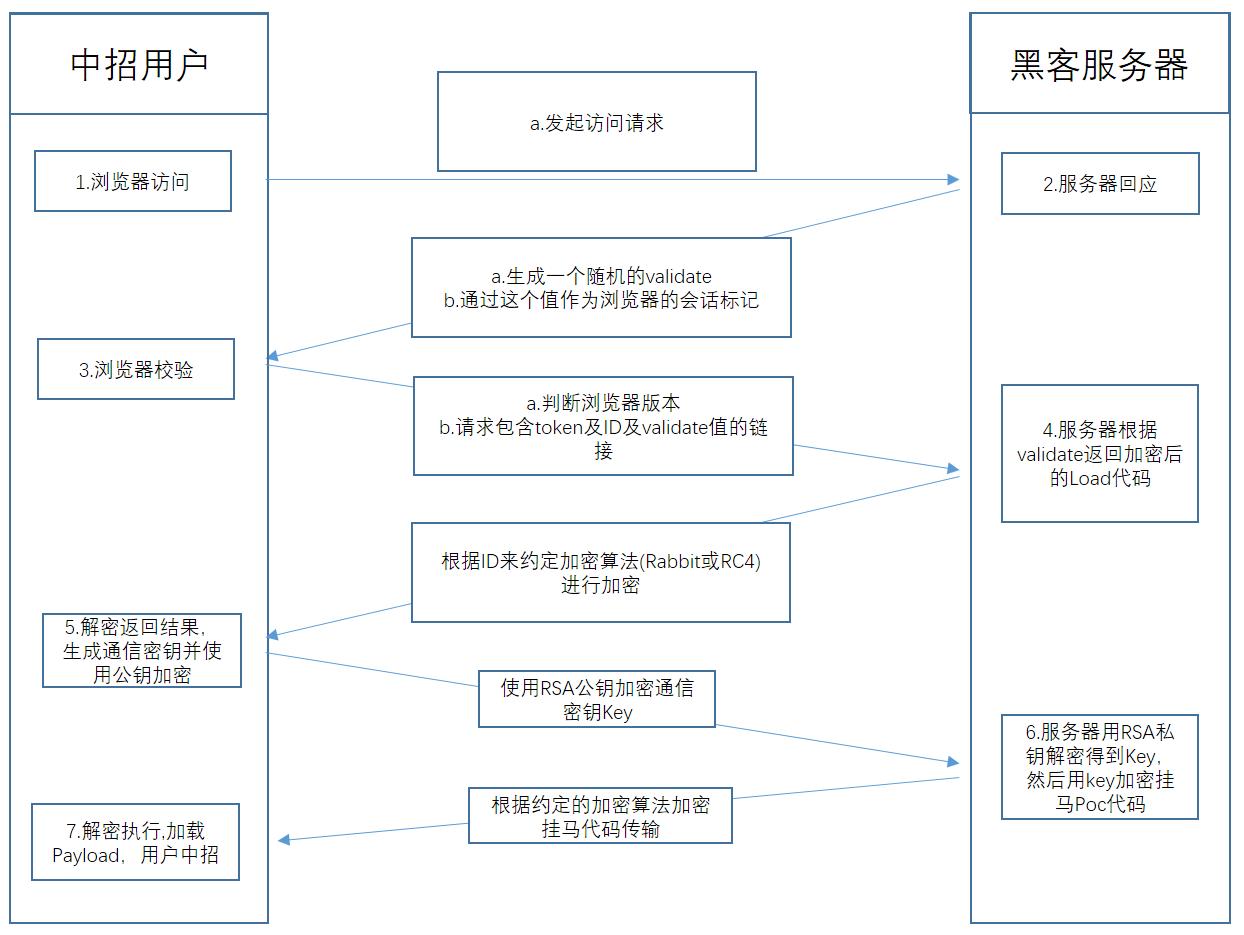 中招用户
黑客服务器
a.发起访问请求
1.浏览器访问
2.服务器回应
a.生成一个随机的validate
b.通过这个值作为浏览器的会话标记
3.浏览器校验
a.判断浏览器版本
b.请求包含token及ID及validate值的链
接
4.服务器根据
validate返回加密后
的Load代码
根据ID来约定加密算法(Rabbit或RC4)
进行加密
5.解密返回结果，
生成通信密钥并使
用公钥加密
使用RSA公钥加密通信
密钥Key
6.服务器用RSA私
钥解密得到Key，
然后用key加密挂
马Poc代码
根据约定的加密算法加密
挂马代码传输
7.解密执行,加载
Payload，用户中招